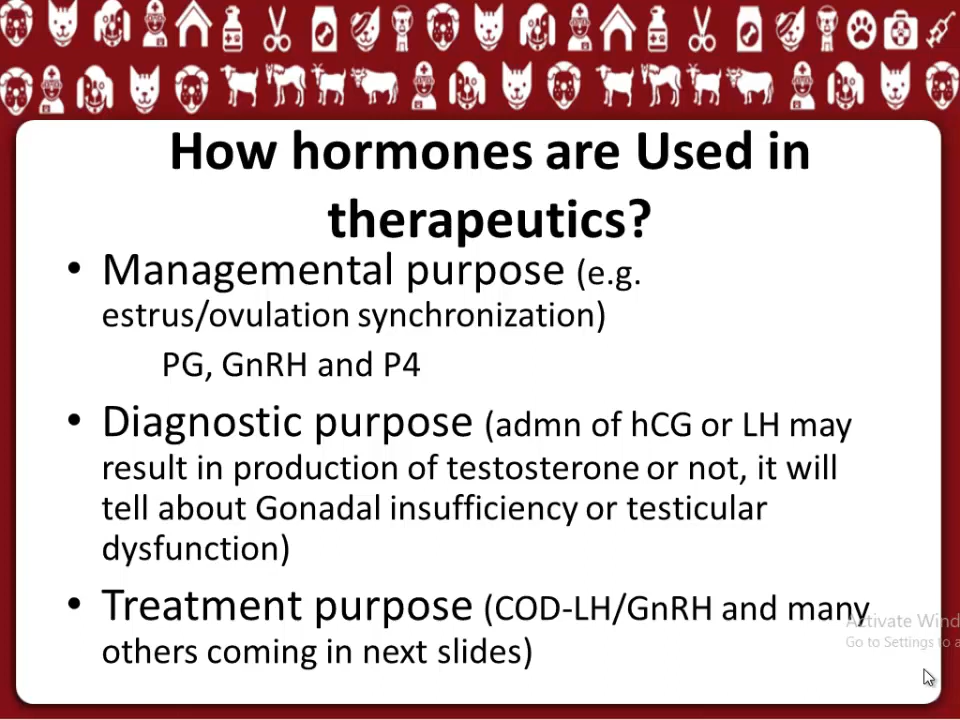 How hormones are Used in
therapeutics?
• Managemental purpose (e.g.
estrus/ovulation synchronization)
PG, GnRH and P4
• Diagnostic purpose (admn of hCG or LH may
result in production of testosterone or not, it will
tell about Gonadal insufficiency or testicular
dysfunction)
• Treatment purpose (COD-LH/GnRH and many
others coming in next slides)
Activate Wind
Go to Settings to a